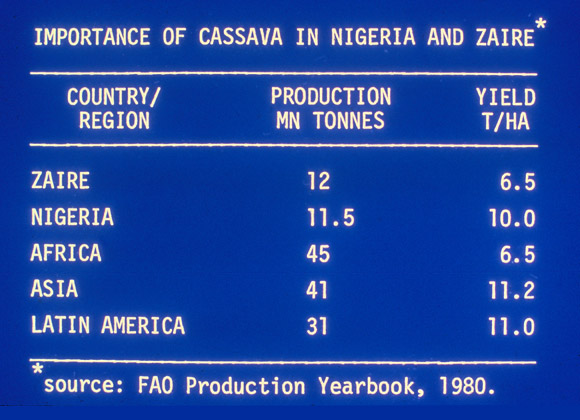 IMPORTANCE OF CASSAVA IN NIGERIA AND ZAIRE*
COUNTRY/ PRODUCTION YIELD
REGION MN TONNES T/HA
ZAIRE 12 6.5
NIGERIA 11.5 10.0
AFRICA 45 6.5
ASIA 41 11.2
LATIN AMERICA 31 11.0
*source: FAO Production Yearbook, 1980.